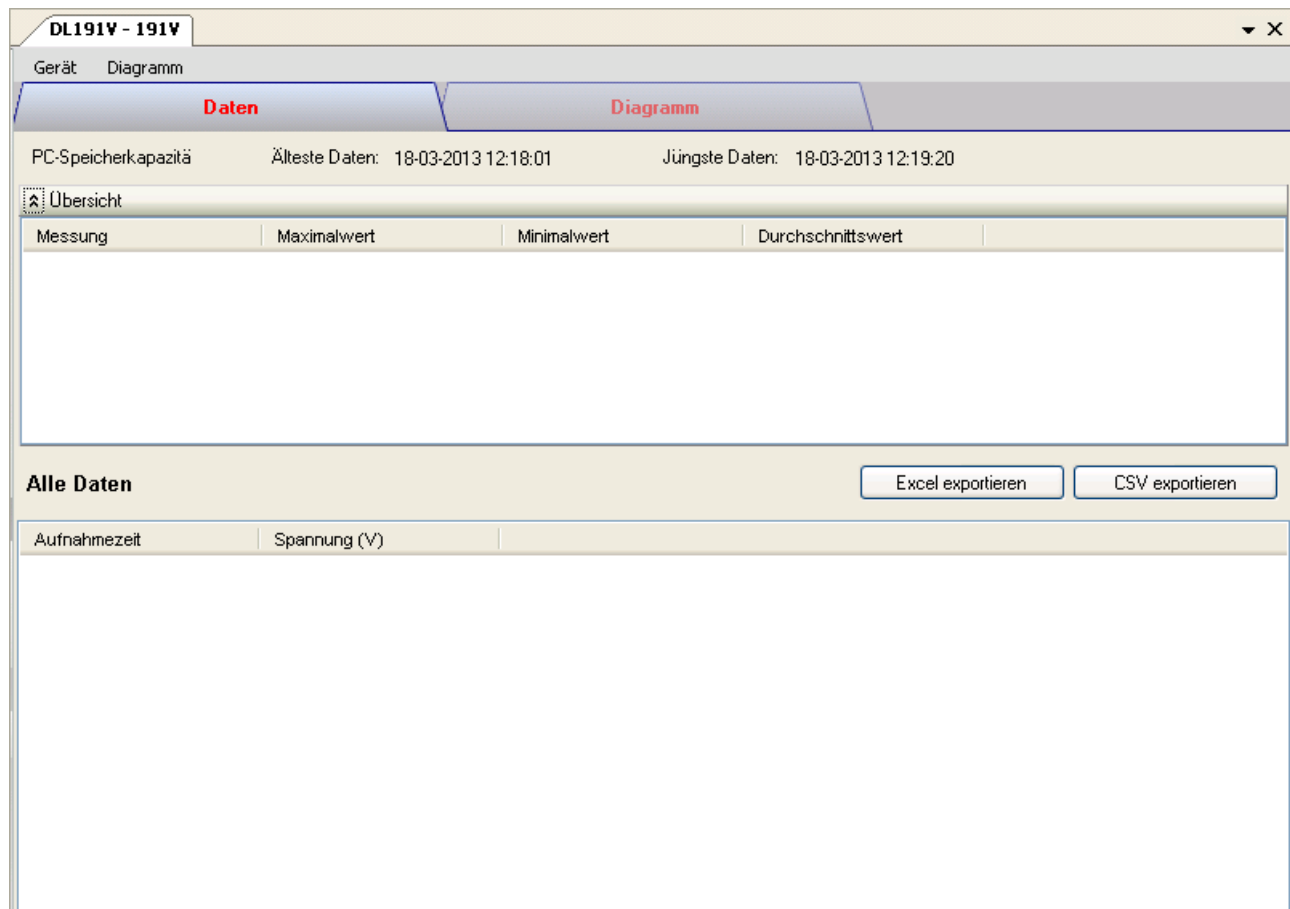 DL191V - 191V
Gerät Diagramm
Daten Diagramm
PC-Speicherkapazitä Älteste Daten: 18-03-2013 12:18:01 Jüngste Daten: 18-03-2013 12:19:20
Übersicht
Messung Maximalwert Minimalwert Durchschnittswert
Alle Daten Excel exportieren CSV exportieren
Aufnahmezeit Spannung (V)